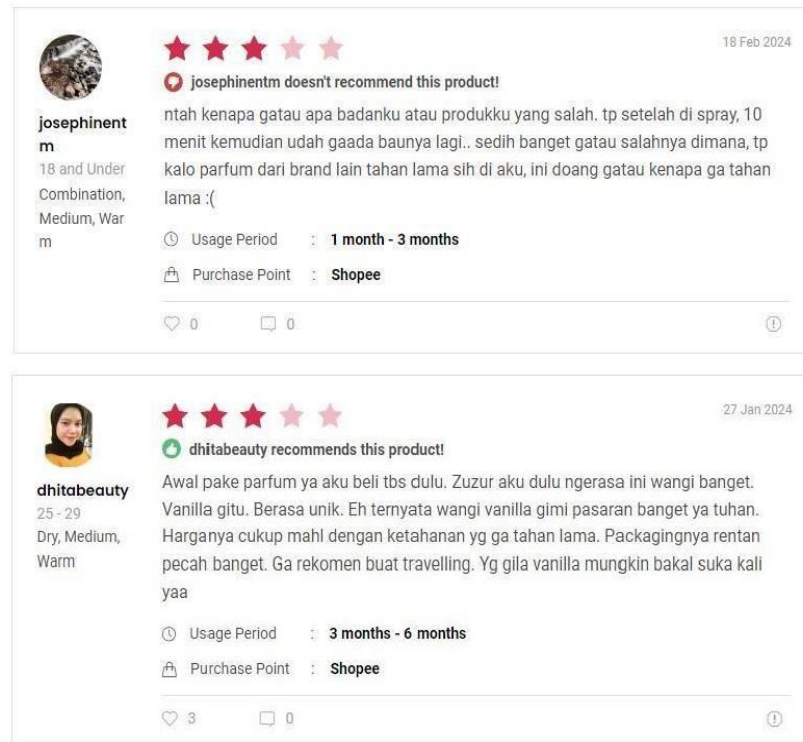 18 Feb 2024
josephinentm doesn't recommend this product!
josephinent
m
18 and Under
Combination,
Medium, War
m
ntah kenapa gatau apa badanku atau produkku yang salah. tp setelah di spray, 10
menit kemudian udah gaada baunya lagi.. sedih banget gatau salahnya dimana, tp
kalo parfum dari brand lain tahan lama sih di aku, ini doang gatau kenapa ga tahan
lama :(
Usage Period : 1 month - 3 months
Purchase Point : Shopee
0 0
27 Jan 2024
dhitabeauty recommends this product!
dhitabeauty
25 - 29
Dry, Medium,
Warm
Awal pake parfum ya aku beli tbs dulu. Zuzur aku dulu ngerasa ini wangi banget.
Vanilla gitu. Berasa unik. Eh ternyata wangi vanilla gimi pasaran banget ya tuhan.
Harganya cukup mahl dengan ketahanan yg ga tahan lama. Packagingnya rentan
pecah banget. Ga rekomen buat travelling. Yg gila vanilla mungkin bakal suka kali
yaa
Usage Period : 3 months - 6 months
Purchase Point : Shopee
3 0